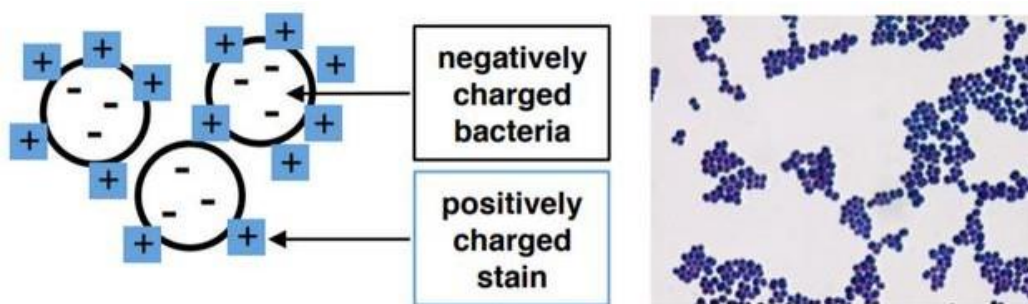 negatively
charged
bacteria
positively
charged
stain